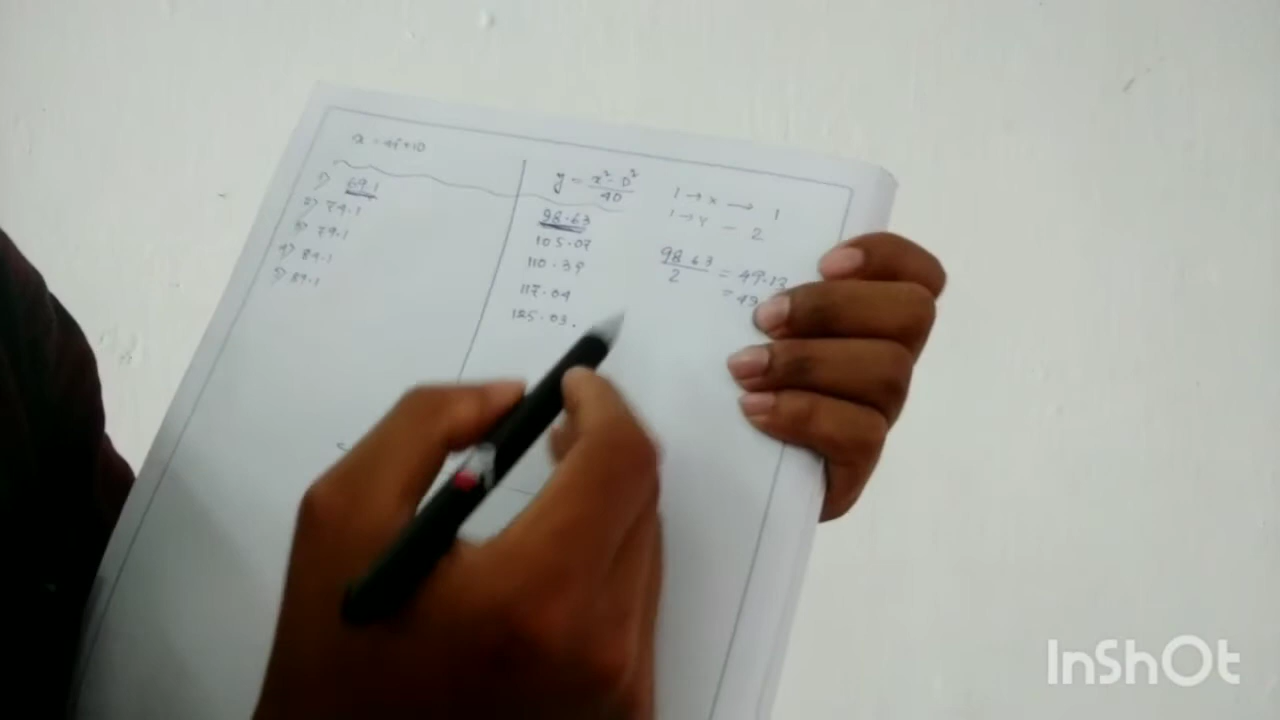 1) 69.1
2) 74.1
3) 79.1
4) 84.1
5) 89.1
y = x² - D² / 40
98.63
105.07
110.39
117.04
125.03.
1 → x → 1
1 → Y - 2
98.63 / 2 = 49.13
= 49
InShOt